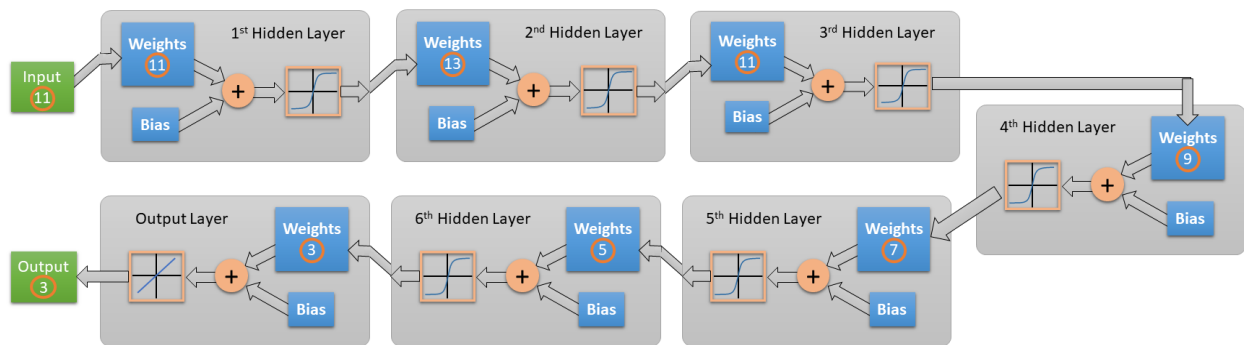 Input
11
Weights
11
Bias
+
1st Hidden Layer
Weights
13
Bias
+
2nd Hidden Layer
Weights
11
Bias
+
3rd Hidden Layer
4th Hidden Layer
Weights
9
+
Bias
5th Hidden Layer
Weights
7
+
Bias
6th Hidden Layer
Weights
5
+
Bias
Output Layer
Weights
3
+
Bias
Output
3